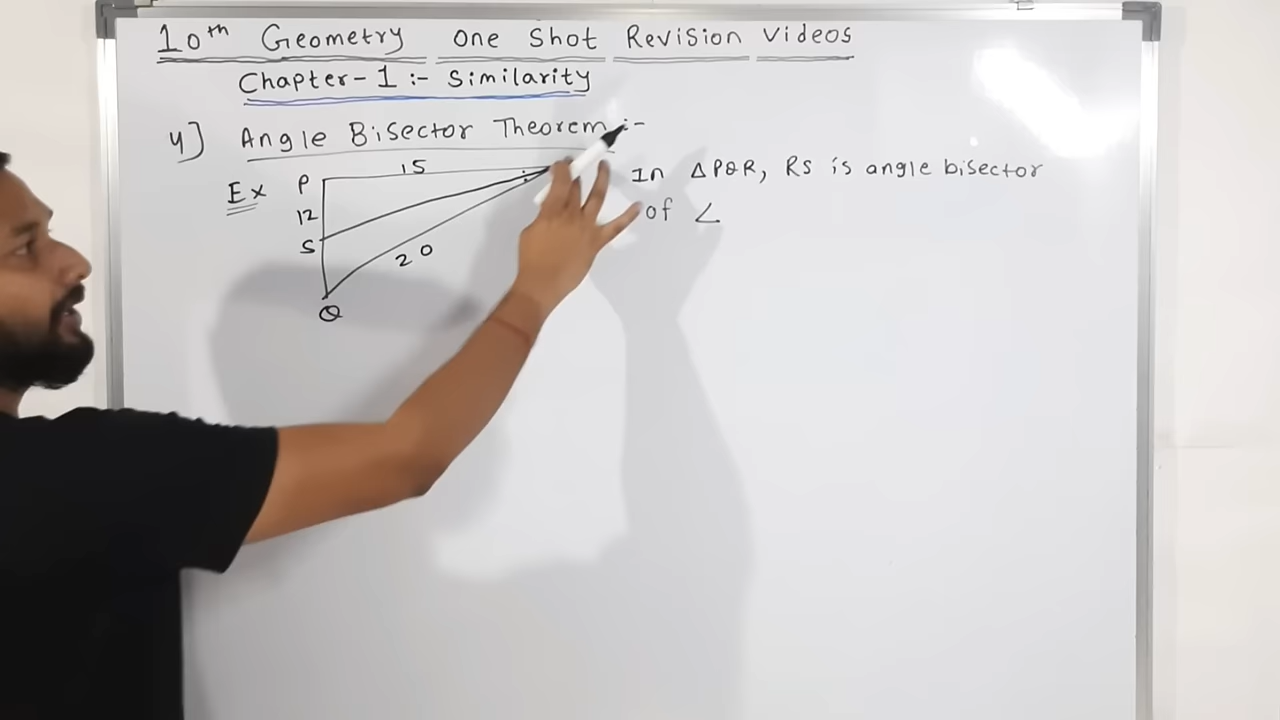 10th Geometry One Shot Revision Videos
Chapter-1 :- Similarity
4] Angle Bisector Theorem :-
Ex
P
15
12
S
20
Q
In △PQR, RS is angle bisector
of ∠